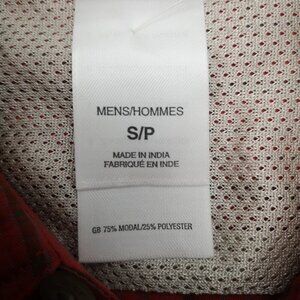 MENS/HOMMES
S/P
MADE IN INDIA
FABRIQUÉ EN INDE
GB 75% MODAL/25% POLYESTER